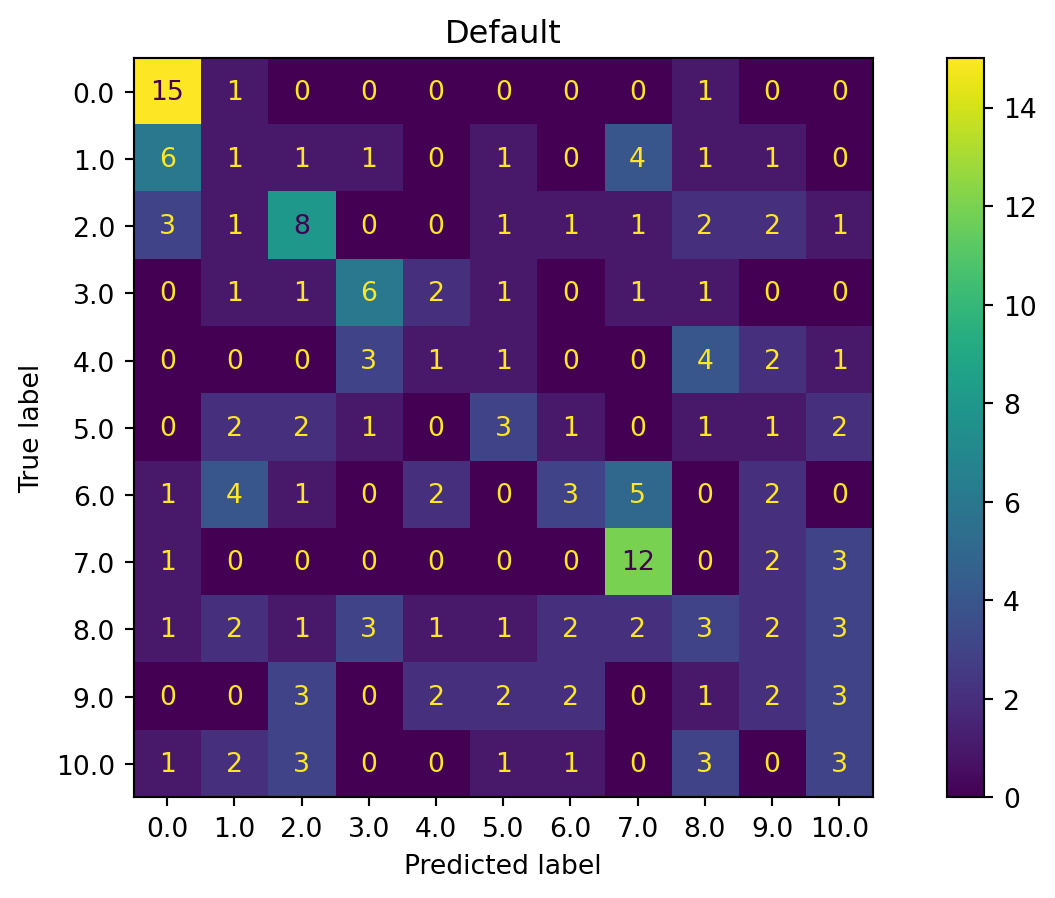 Default
0.0 15 1 0 0 0 0 0 0 1 0 0
1.0 6 1 1 1 0 1 0 4 1 1 0
2.0 3 1 8 0 0 1 1 1 2 2 1
3.0 0 1 1 6 2 1 0 1 1 0 0
4.0 0 0 0 3 1 1 0 0 4 2 1
5.0 0 2 2 1 0 3 1 0 1 1 2
6.0 1 4 1 0 2 0 3 5 0 2 0
7.0 1 0 0 0 0 0 0 12 0 2 3
8.0 1 2 1 3 1 1 2 2 3 2 3
9.0 0 0 3 0 2 2 2 0 1 2 3
10.0 1 2 3 0 0 1 1 0 3 0 3
0.0 1.0 2.0 3.0 4.0 5.0 6.0 7.0 8.0 9.0 10.0
Predicted label
True label
14
12
10
8
6
4
2
0